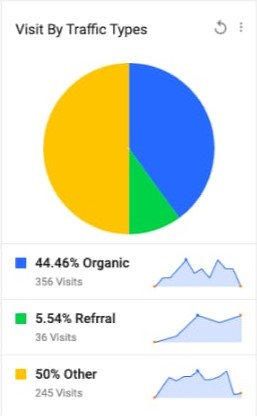 Visit By Traffic Types
44.46% Organic
356 Visits
5.54% Refrral
36 Visits
50% Other
245 Visits